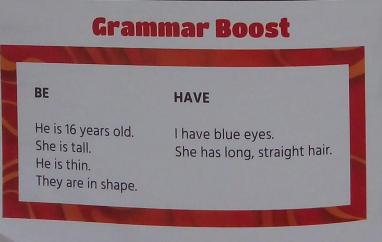 Grammar Boost
BE
He is 16 years old.
She is tall.
He is thin.
They are in shape.
HAVE
I have blue eyes.
She has long, straight hair.